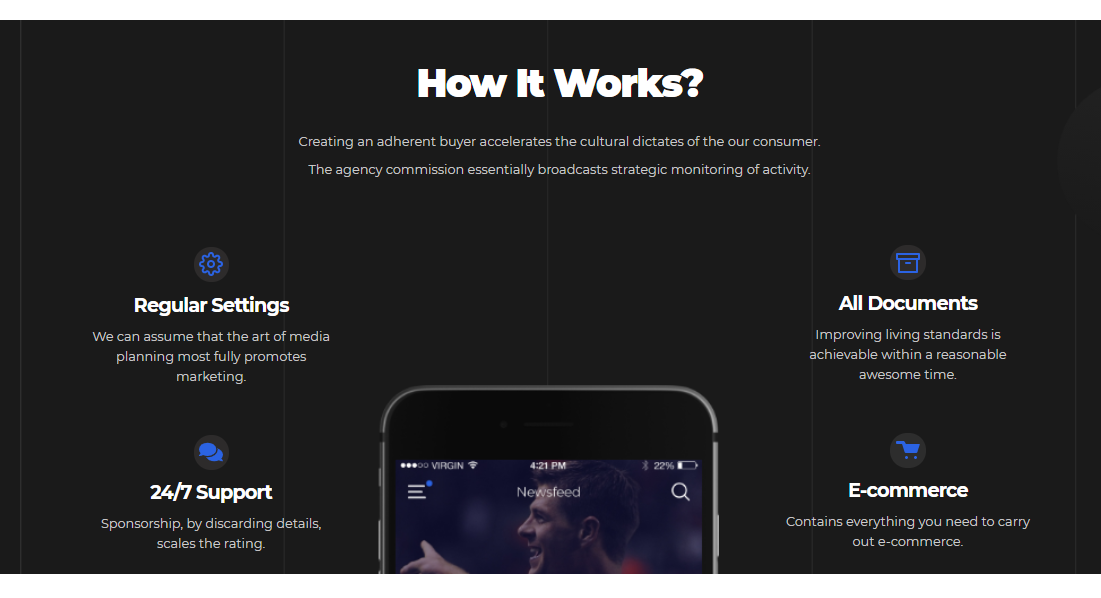 How It Works?
Creating an adherent buyer accelerates the cultural dictates of the our consumer.
The agency commission essentially broadcasts strategic monitoring of activity.
Regular Settings
We can assume that the art of media
planning most fully promotes
marketing.
24/7 Support
Sponsorship, by discarding details,
scales the rating.
VIRGIN 4:21 PM 22%
Newsfeed
All Documents
Improving living standards is
achievable within a reasonable
awesome time.
E-commerce
Contains everything you need to carry
out e-commerce.